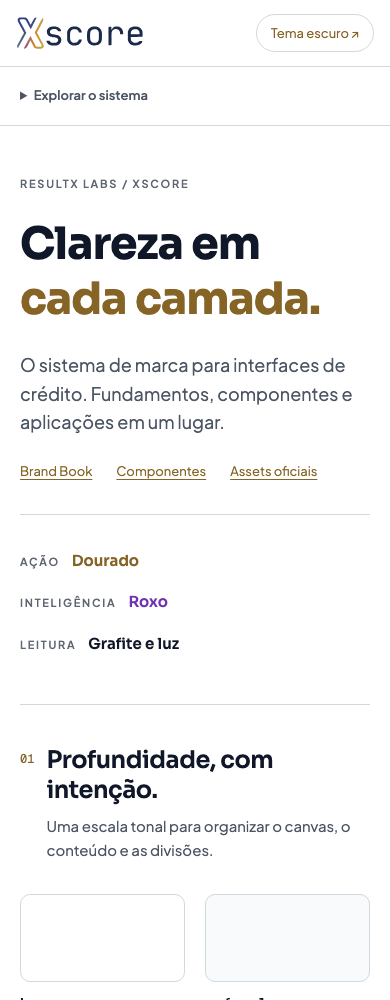 Xscore
Tema escuro ↗
▶ Explorar o sistema
RESULTX LABS / XSCORE
Clareza em
cada camada.
O sistema de marca para interfaces de
crédito. Fundamentos, componentes e
aplicações em um lugar.
Brand Book Componentes Assets oficiais
AÇÃO Dourado
INTELIGÊNCIA Roxo
LEITURA Grafite e luz
01 Profundidade, com
intenção.
Uma escala tonal para organizar o canvas, o
conteúdo e as divisões.